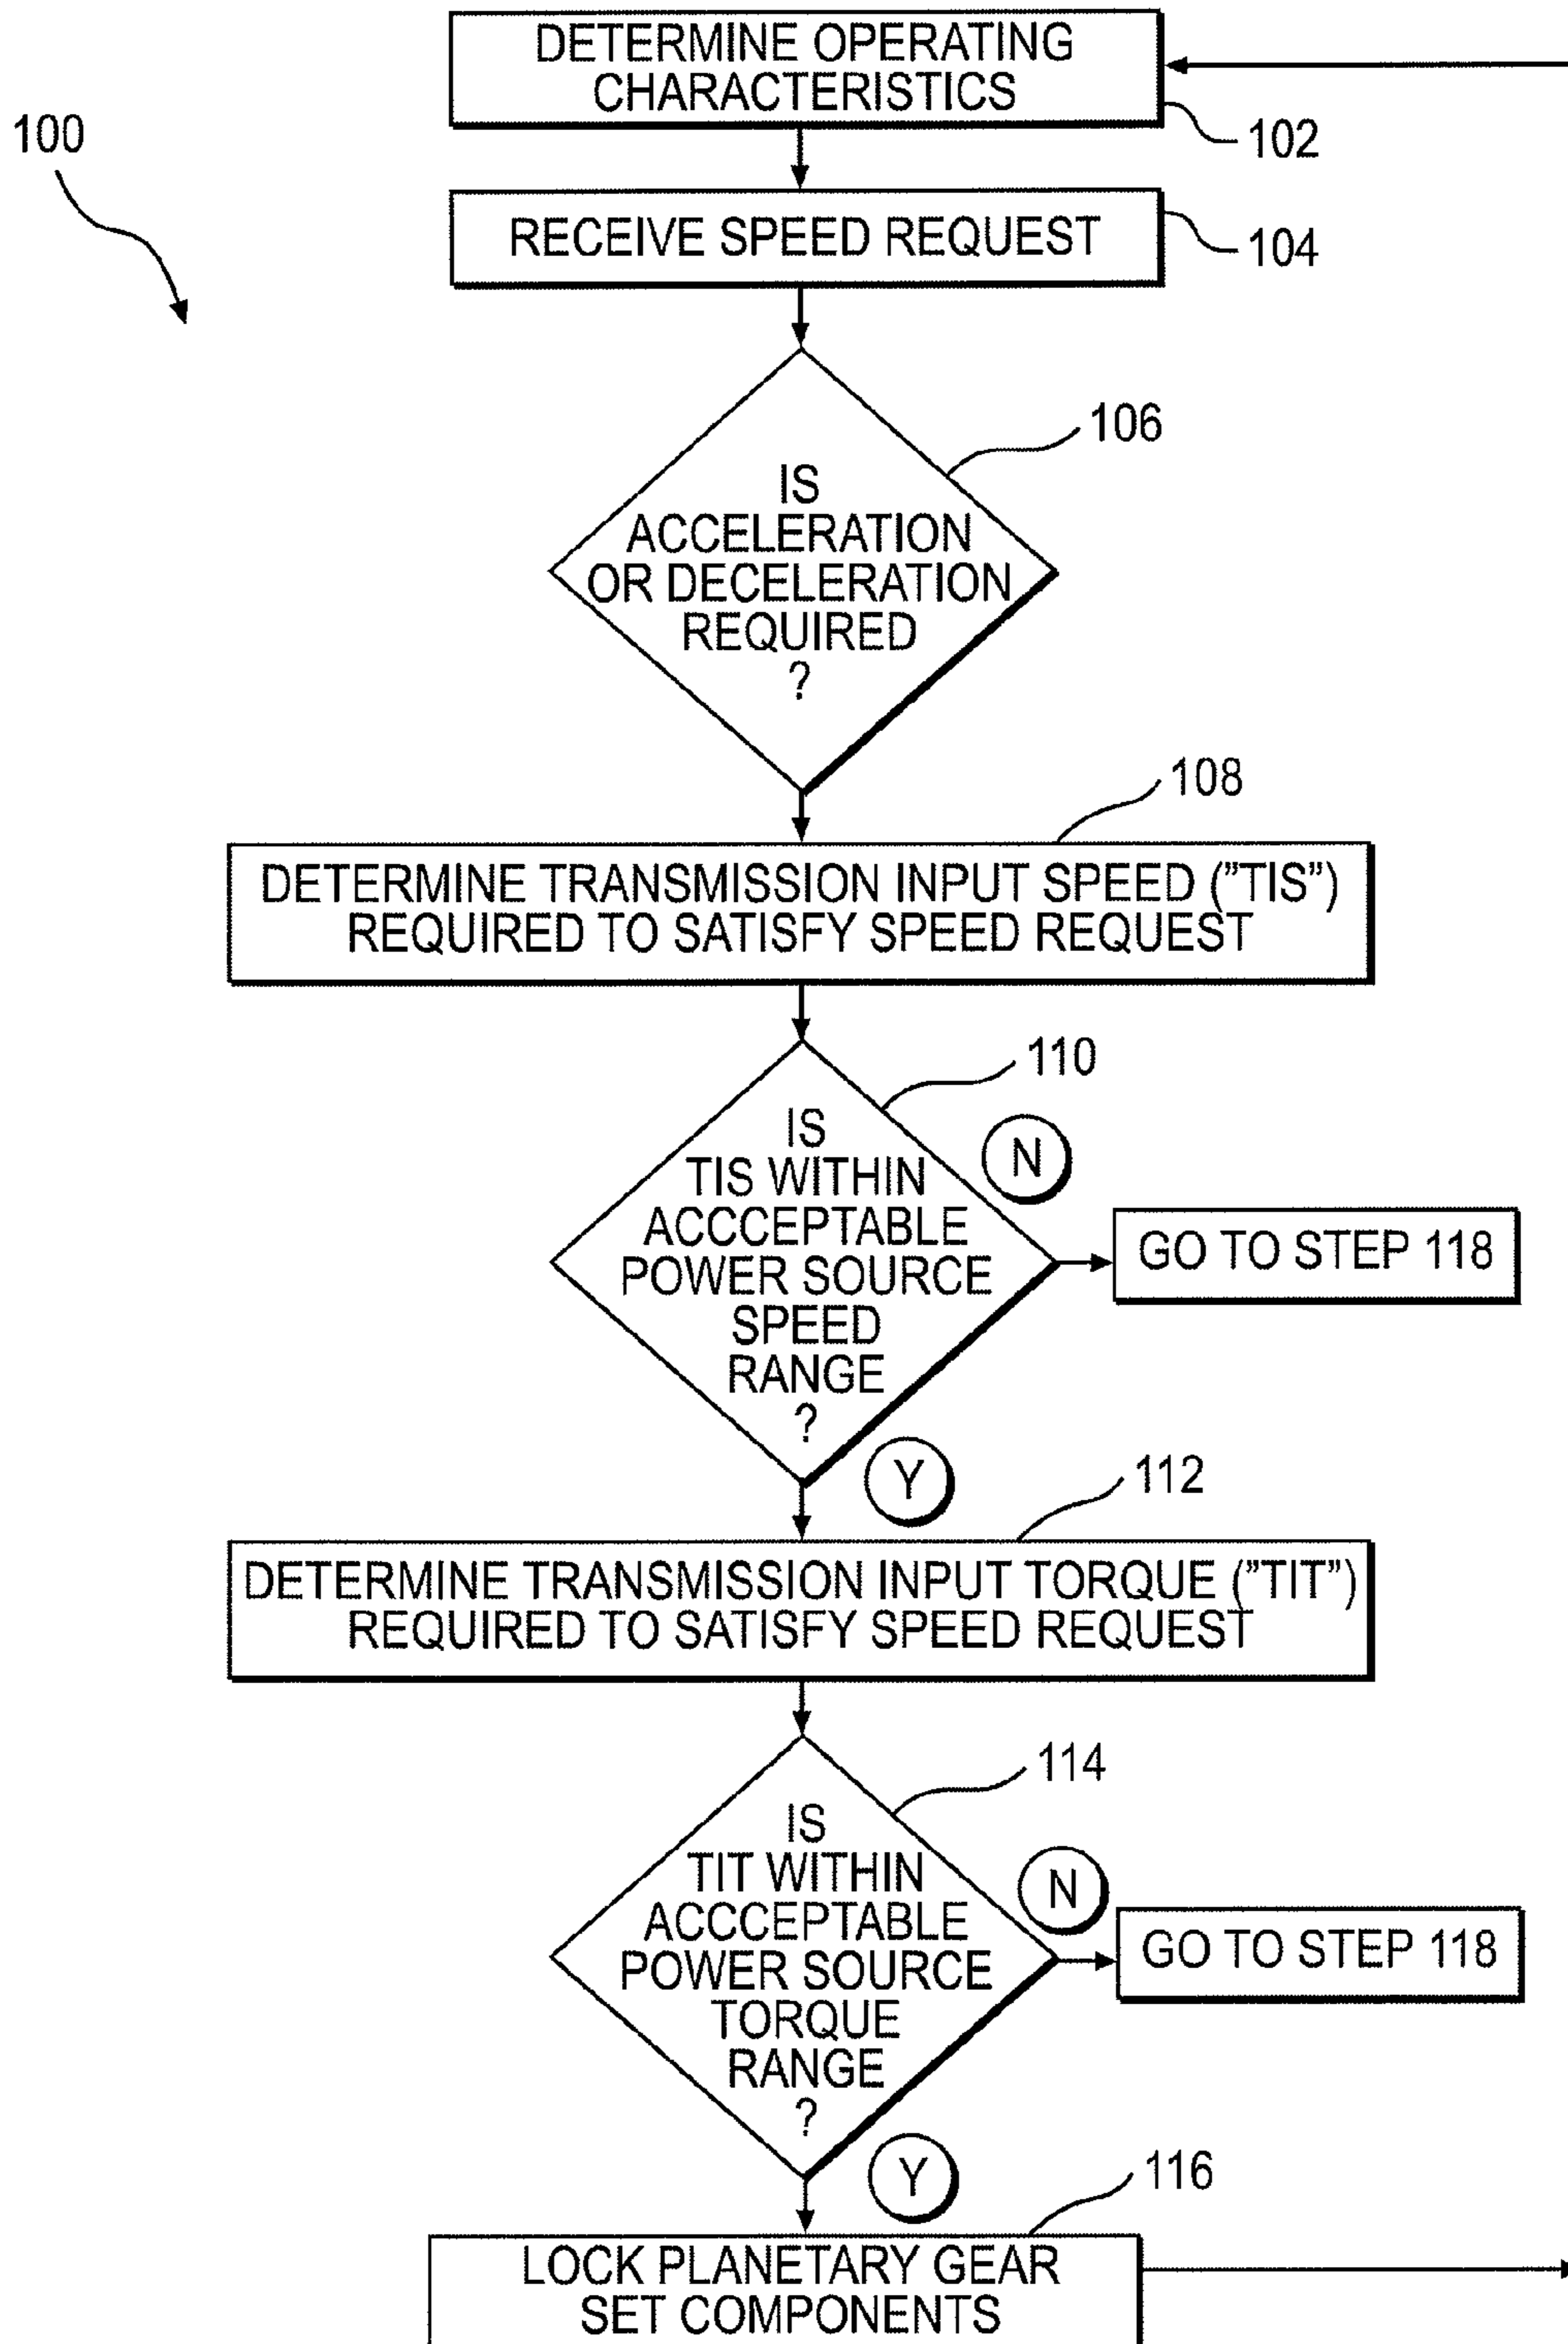 DETERMINE OPERATING
CHARACTERISTICS
100
102
RECEIVE SPEED REQUEST
104
106
IS
ACCELERATION
OR DECELERATION
REQUIRED
?
108
DETERMINE TRANSMISSION INPUT SPEED (”TIS”)
REQUIRED TO SATISFY SPEED REQUEST
110
IS
TIS WITHIN
ACCCEPTABLE
POWER SOURCE
SPEED
RANGE
?
N
GO TO STEP 118
Y
112
DETERMINE TRANSMISSION INPUT TORQUE (”TIT”)
REQUIRED TO SATISFY SPEED REQUEST
114
IS
TIT WITHIN
ACCCEPTABLE
POWER SOURCE
TORQUE
RANGE
?
N
GO TO STEP 118
Y
116
LOCK PLANETARY GEAR
SET COMPONENTS